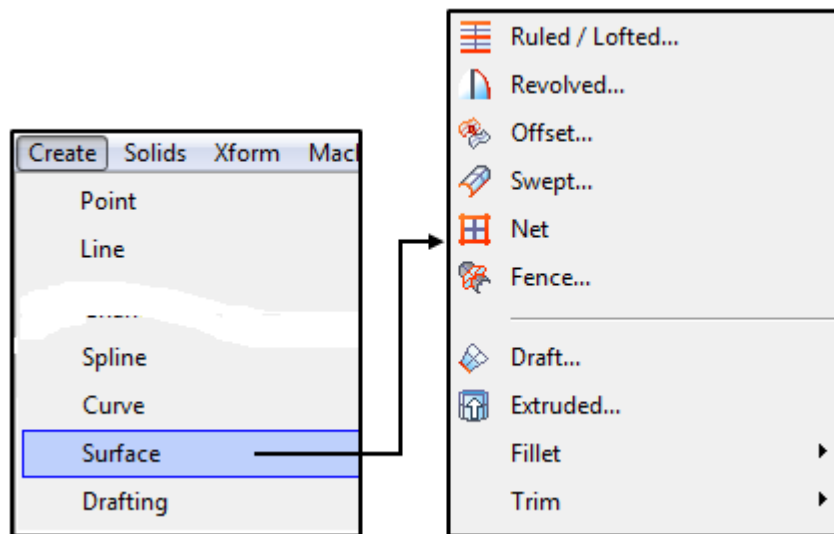 Create Solids Xform
Point
Line
Spline
Curve
Surface
Drafting
Ruled / Lofted...
Revolved...
Offset...
Swept...
Net
Fence...
Draft...
Extruded...
Fillet
Trim